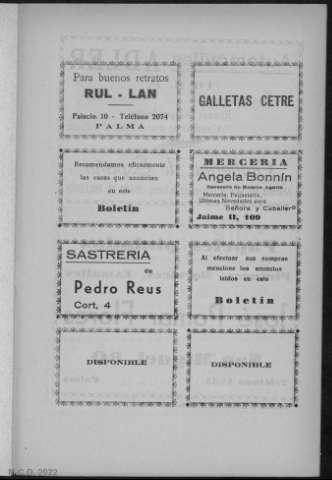 Para buenos retratos
RUL - LAN
Palacio 10 - Teléfono 2074
PALMA
GALLETAS CETRE
Recomendamos eficazmente
las casas que anuncian
en este
Boletín
MERCERIA
Angela Bonnín
Mercería, Perfumería,
Ultimas Novedades para
Señora y Caballero
Jaime II, 109
SASTRERIA
de
Pedro Reus
Cort, 4
Al efectuar sus compras
mencione los anuncios
leídos en este
Boletín
DISPONIBLE
DISPONIBLE
N.C.D. 2022